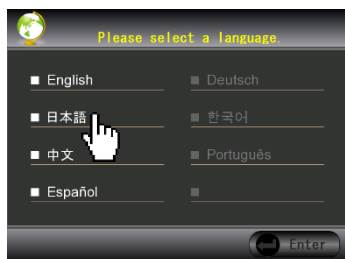 Please select a language.
English
Deutsch
日本語
한국어
中文
Português
Español
Enter